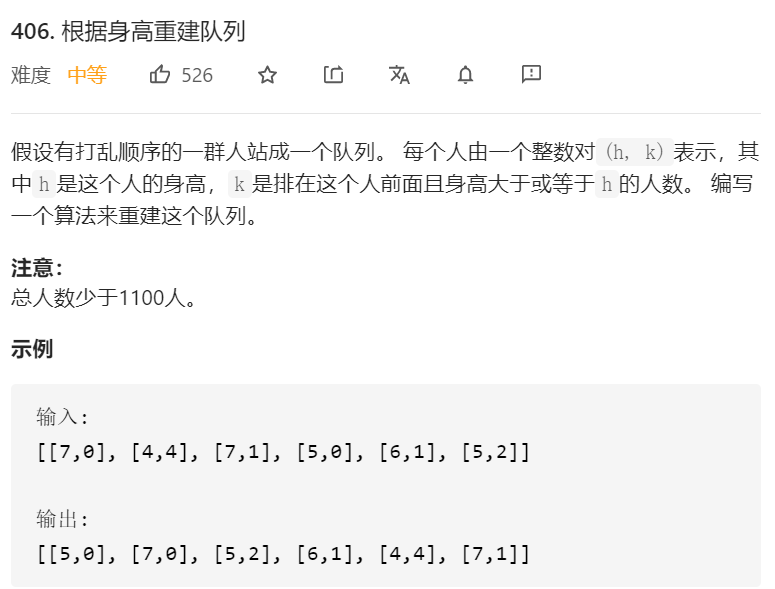 406. 根据身高重建队列
难度 中等 526
假设有打乱顺序的一群人站成一个队列。 每个人由一个整数对(h, k)表示，其
中h是这个人的身高，k是排在这个人前面且身高大于或等于h的人数。 编写
一个算法来重建这个队列。
注意：
总人数少于1100人。
示例
输入:
[[7,0], [4,4], [7,1], [5,0], [6,1], [5,2]]
输出:
[[5,0], [7,0], [5,2], [6,1], [4,4], [7,1]]